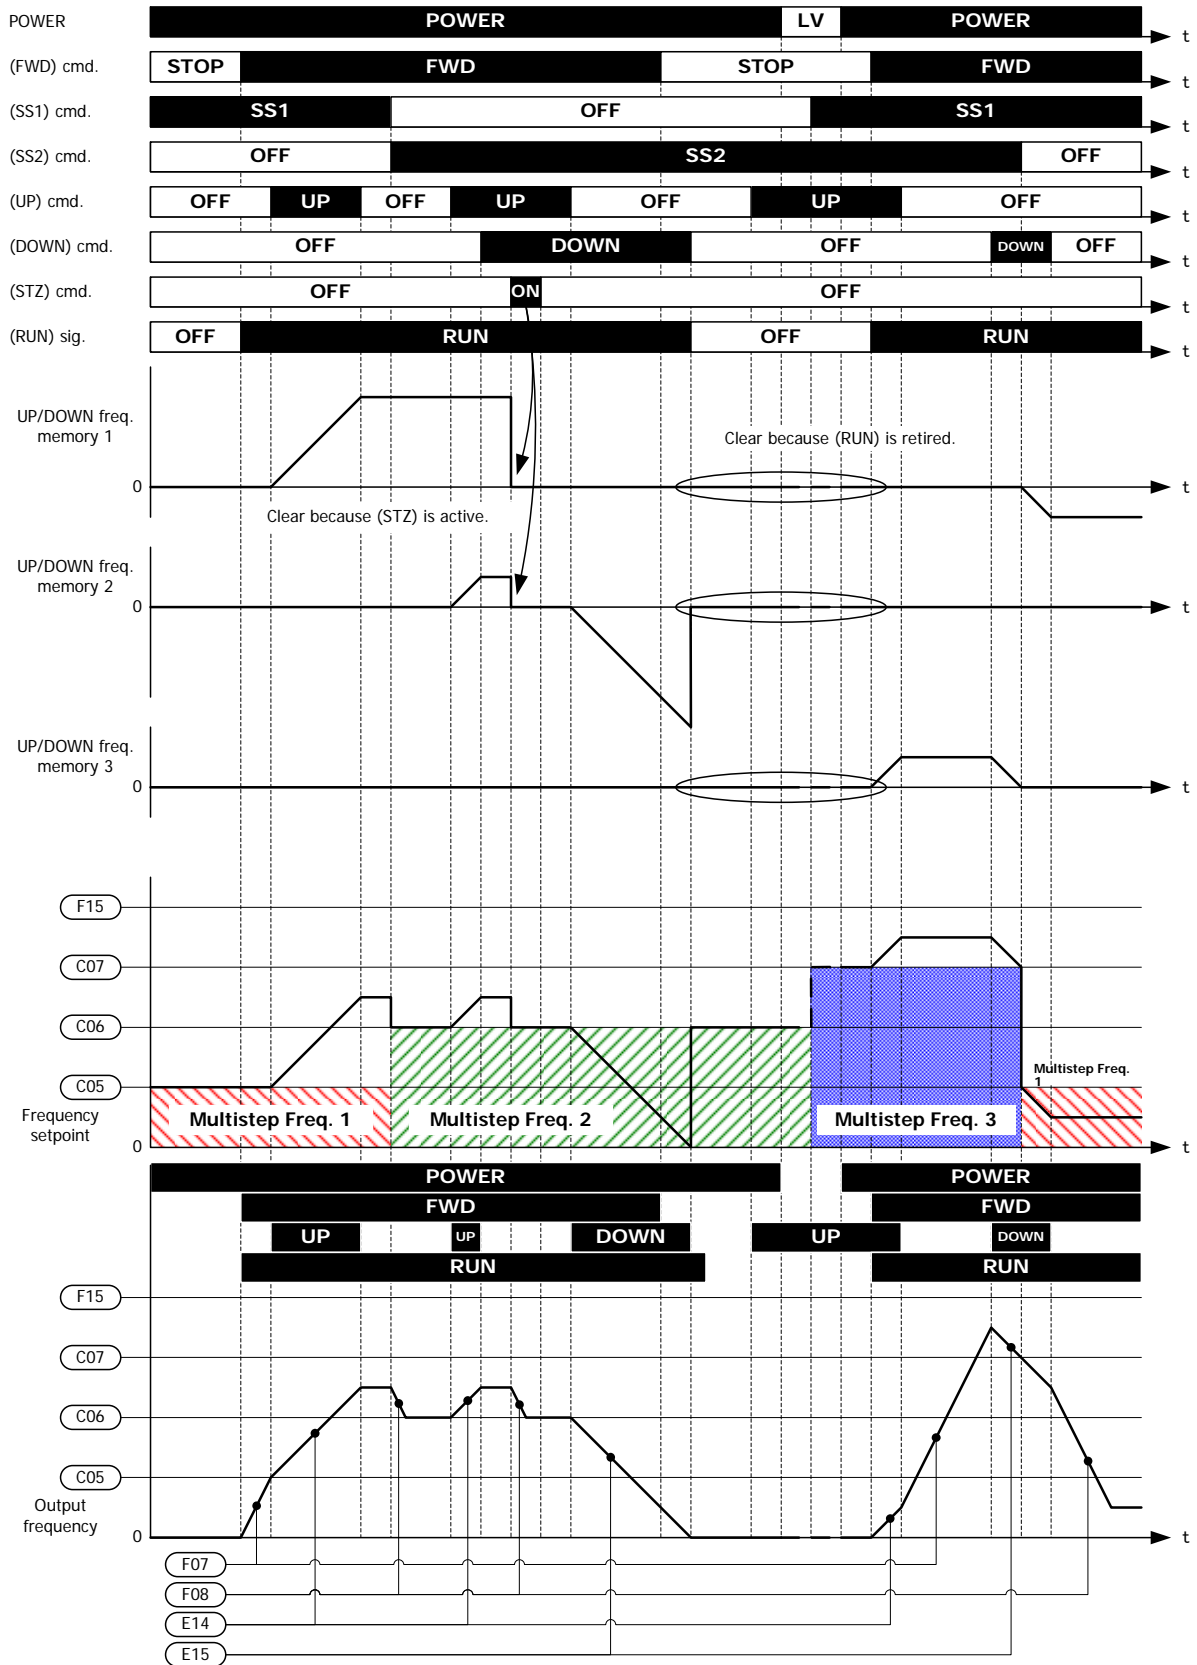 POWER POWER LV POWER t
(FWD) cmd. STOP FWD STOP FWD t
(SS1) cmd. SS1 OFF SS1 t
(SS2) cmd. OFF SS2 OFF t
(UP) cmd. OFF UP OFF UP OFF UP OFF t
(DOWN) cmd. OFF DOWN OFF DOWN OFF t
(STZ) cmd. OFF ON OFF t
(RUN) sig. OFF RUN OFF RUN t
UP/DOWN freq.
memory 1
Clear because (RUN) is retired.
0 t
Clear because (STZ) is active.
UP/DOWN freq.
memory 2
0 t
UP/DOWN freq.
memory 3
0 t
F15
C07
C06
C05
Multistep Freq.
1
Frequency
setpoint
Multistep Freq. 1 Multistep Freq. 2 Multistep Freq. 3
0 t
POWER POWER
FWD FWD
UP UP DOWN UP DOWN
RUN RUN
F15
C07
C06
C05
Output
frequency
0 t
F07
F08
E14
E15